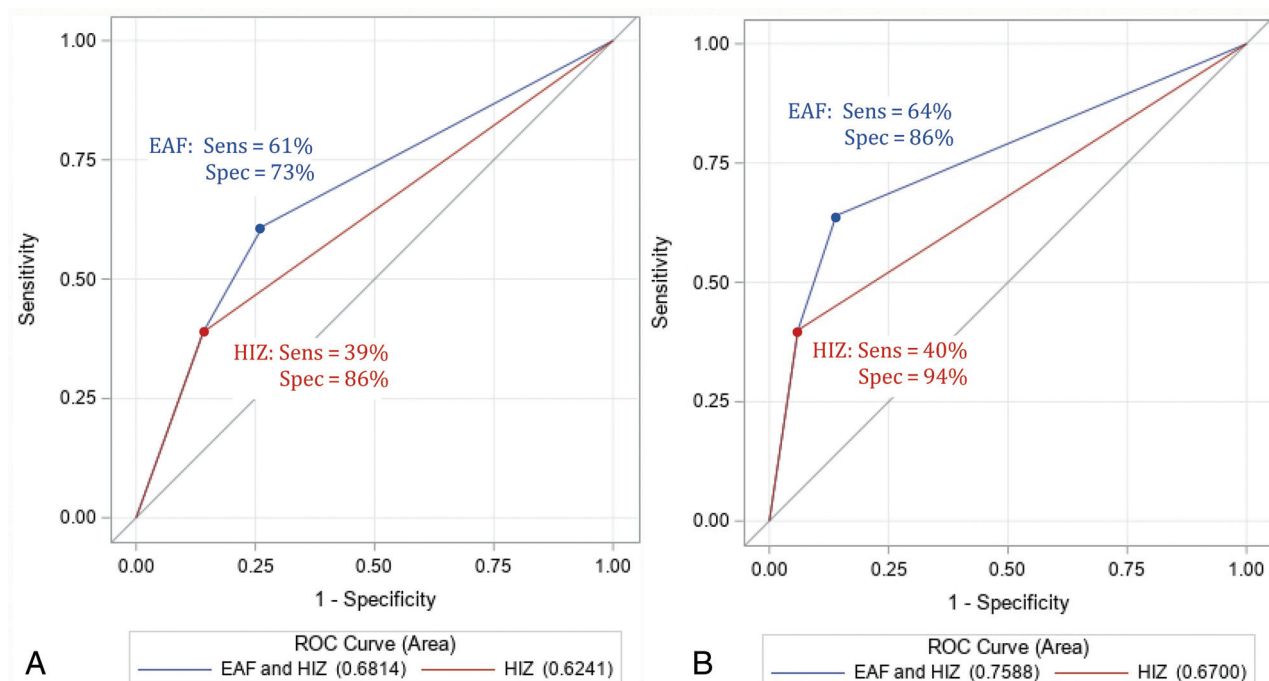 1.00
0.75
0.50
0.25
0.00
Sensitivity
EAF: Sens = 61%
Spec = 73%
HIZ: Sens = 39%
Spec = 86%
0.00 0.25 0.50 0.75 1.00
1 - Specificity
ROC Curve (Area)
EAF and HIZ (0.6814) HIZ (0.6241)
A
1.00
0.75
0.50
0.25
0.00
Sensitivity
EAF: Sens = 64%
Spec = 86%
HIZ: Sens = 40%
Spec = 94%
0.00 0.25 0.50 0.75 1.00
1 - Specificity
ROC Curve (Area)
EAF and HIZ (0.7588) HIZ (0.6700)
B